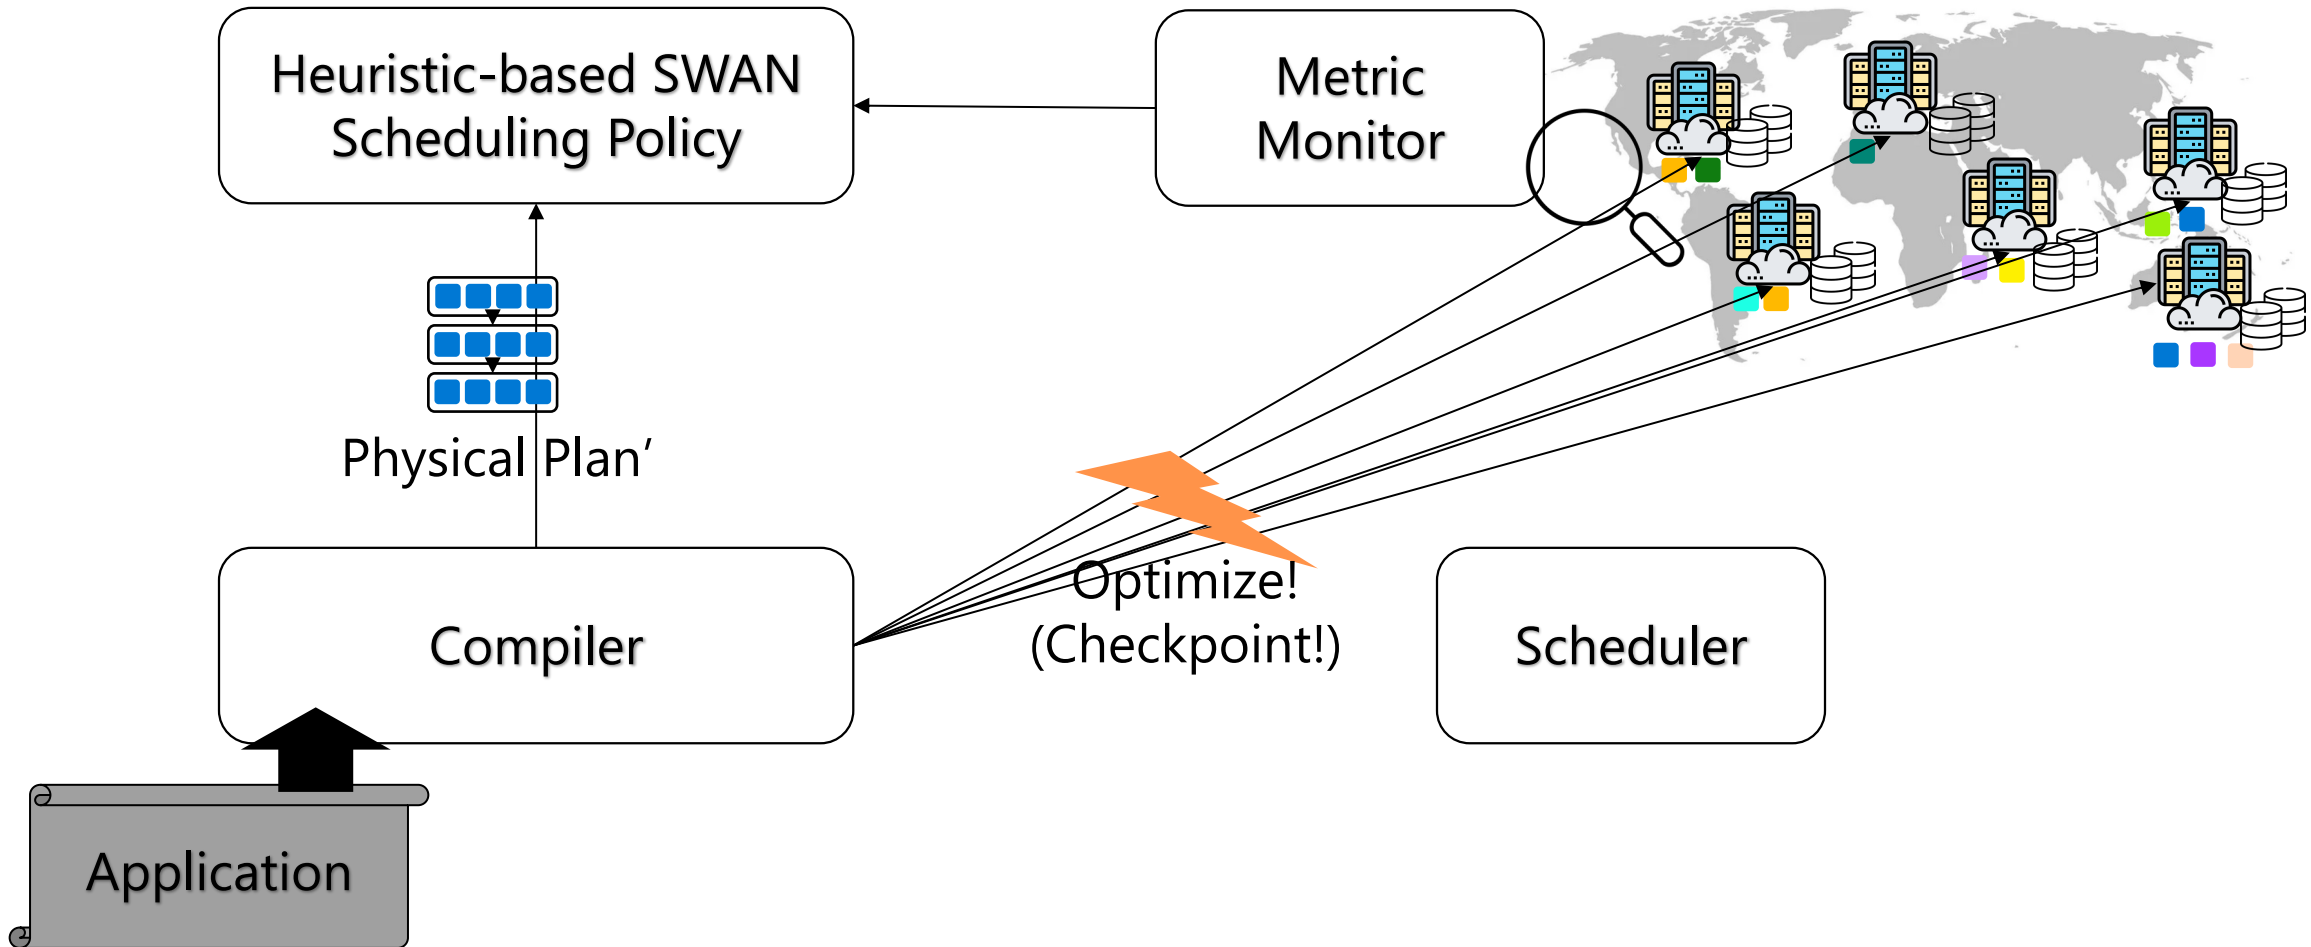 Heuristic-based SWAN
Scheduling Policy
Metric
Monitor
Physical Plan′
Optimize!
(Checkpoint!)
Compiler
Scheduler
Application